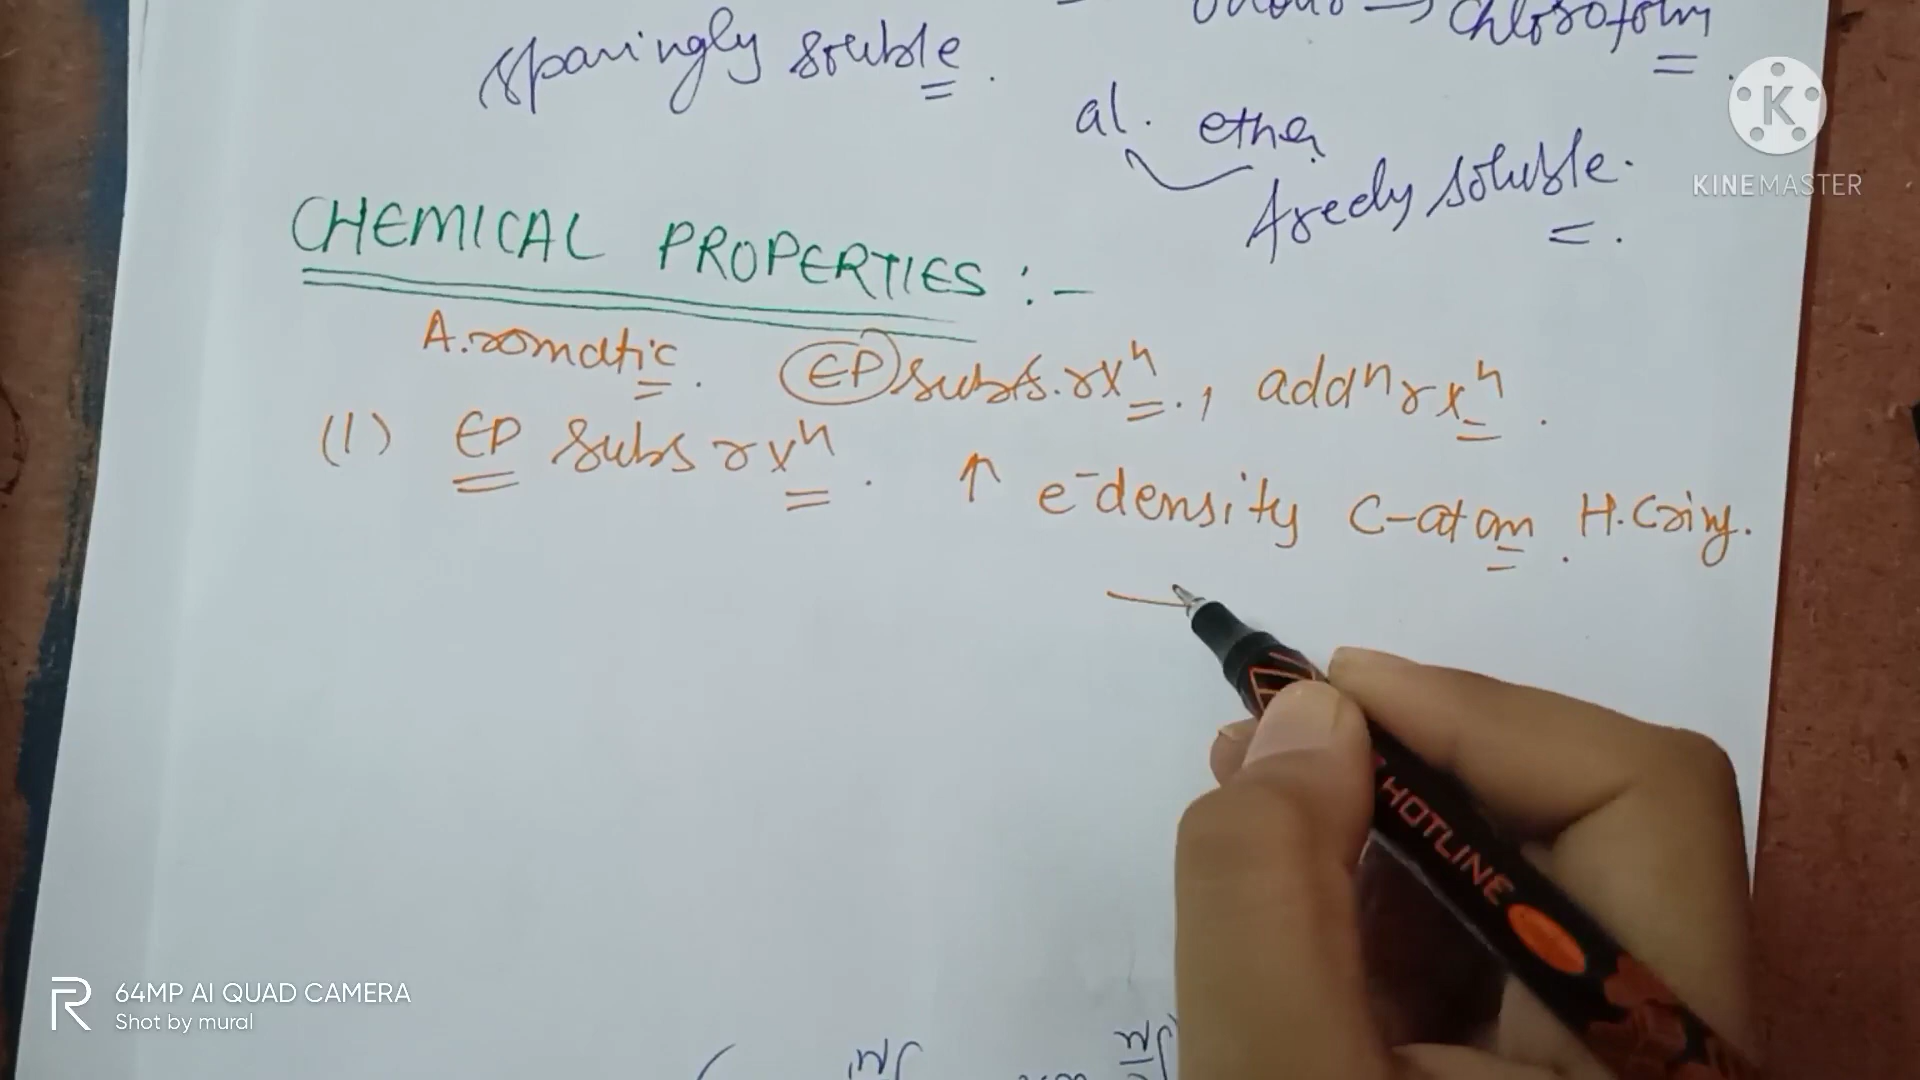 sparingly soluble.
→ Chloroform.
al. ether
freely soluble.
CHEMICAL PROPERTIES :-
Aromatic. EP subs. rxn., addn rxn.
(1) EP subs rxn. ↑ e⁻density C-atom. H.Cring.
K
KINEMASTER
HOTLINE
R
64MP AI QUAD CAMERA
Shot by mural